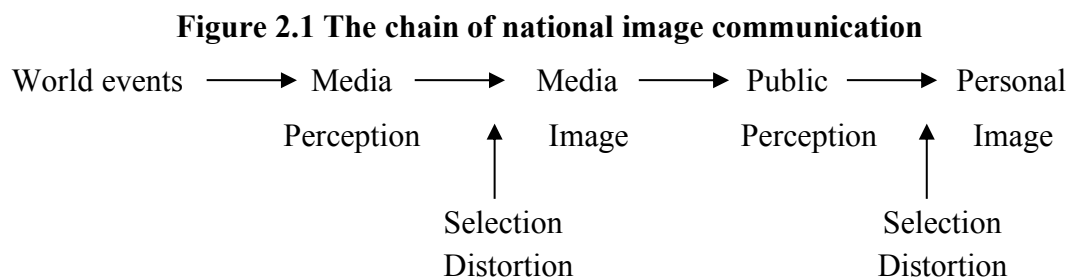 Figure 2.1 The chain of national image communication
World events Media Media Public Personal
Perception Image Perception Image
Selection Selection
Distortion Distortion